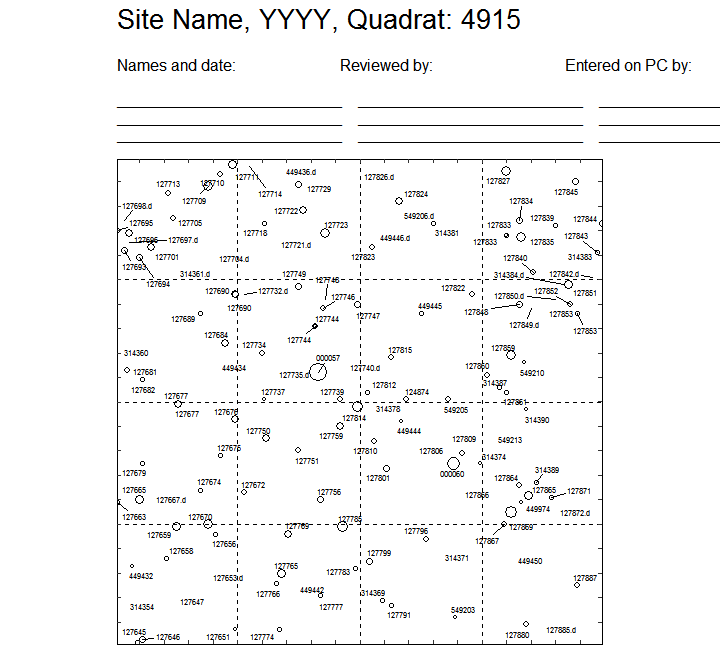 Site Name, YYYY, Quadrat: 4915
Names and date: Reviewed by: Entered on PC by:
127711 449436.d 127826.d 127827
127713 127710 127729 127845
127709 127714 127824 127834
127698.d 127722 549206.d
127695 127705 127723 127833 127839 127844
127718 314381 127843
127697.d 127721.d 449446.d 127833 127835
127701 127704.d 127823 127840 314383
127693
314361.d 127749 314384.d 127842.d
127694 127690 127732.d 127746 127822 127850.d 127852 127851
127690 127747 449445 127848 127853
127689 127744 127849.d
127684 127744 127853
314360 127734 000057 127815 127859
127681 449434 127735.d 127740.d 127860 549210
127682 127737 127739 127812 124874 314387
127677 314378 549205 127861
127677 127676 127814 314390
127750 127759 449444
127675 127810 127806 127809 549213
127679 127751 127801 000060 314374 314389
127674 127672 127864
127665 127667.d 127756 127866 127865 127871
127663 127670 127785 449974 127872.d
127659 127769 127796 127869
127656 127867
127658 127799 314371 449450
449432 127653.d 127765 127783 127887
127766 449442 314369
314354 127647 127777 127791 549203
127645 127646 127651 127774 127880 127885.d